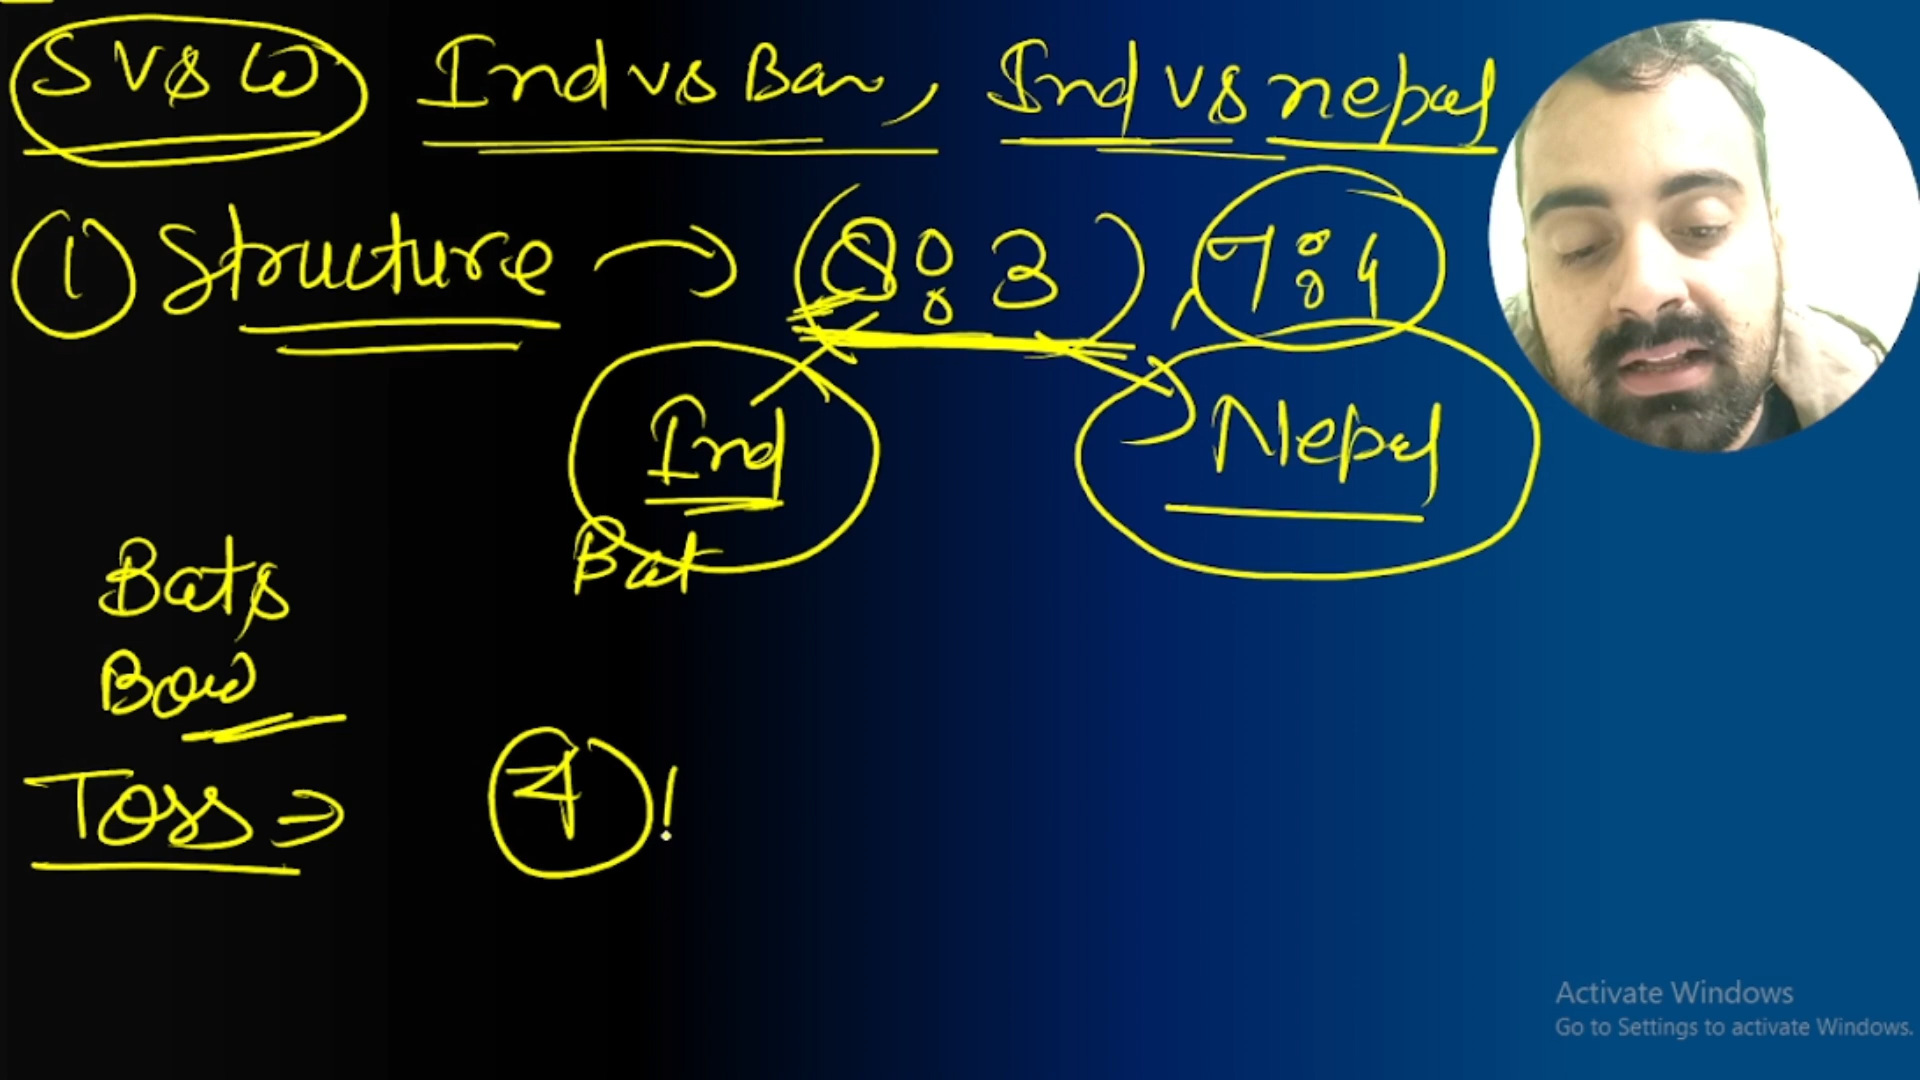 S vs W Ind vs Ban, Ind vs nepal
① Structure → (8:3), 7:4
Ind Nepal
Bat
Bats
Bow
Toss ⇒ 4!
Activate Windows
Go to Settings to activate Windows.